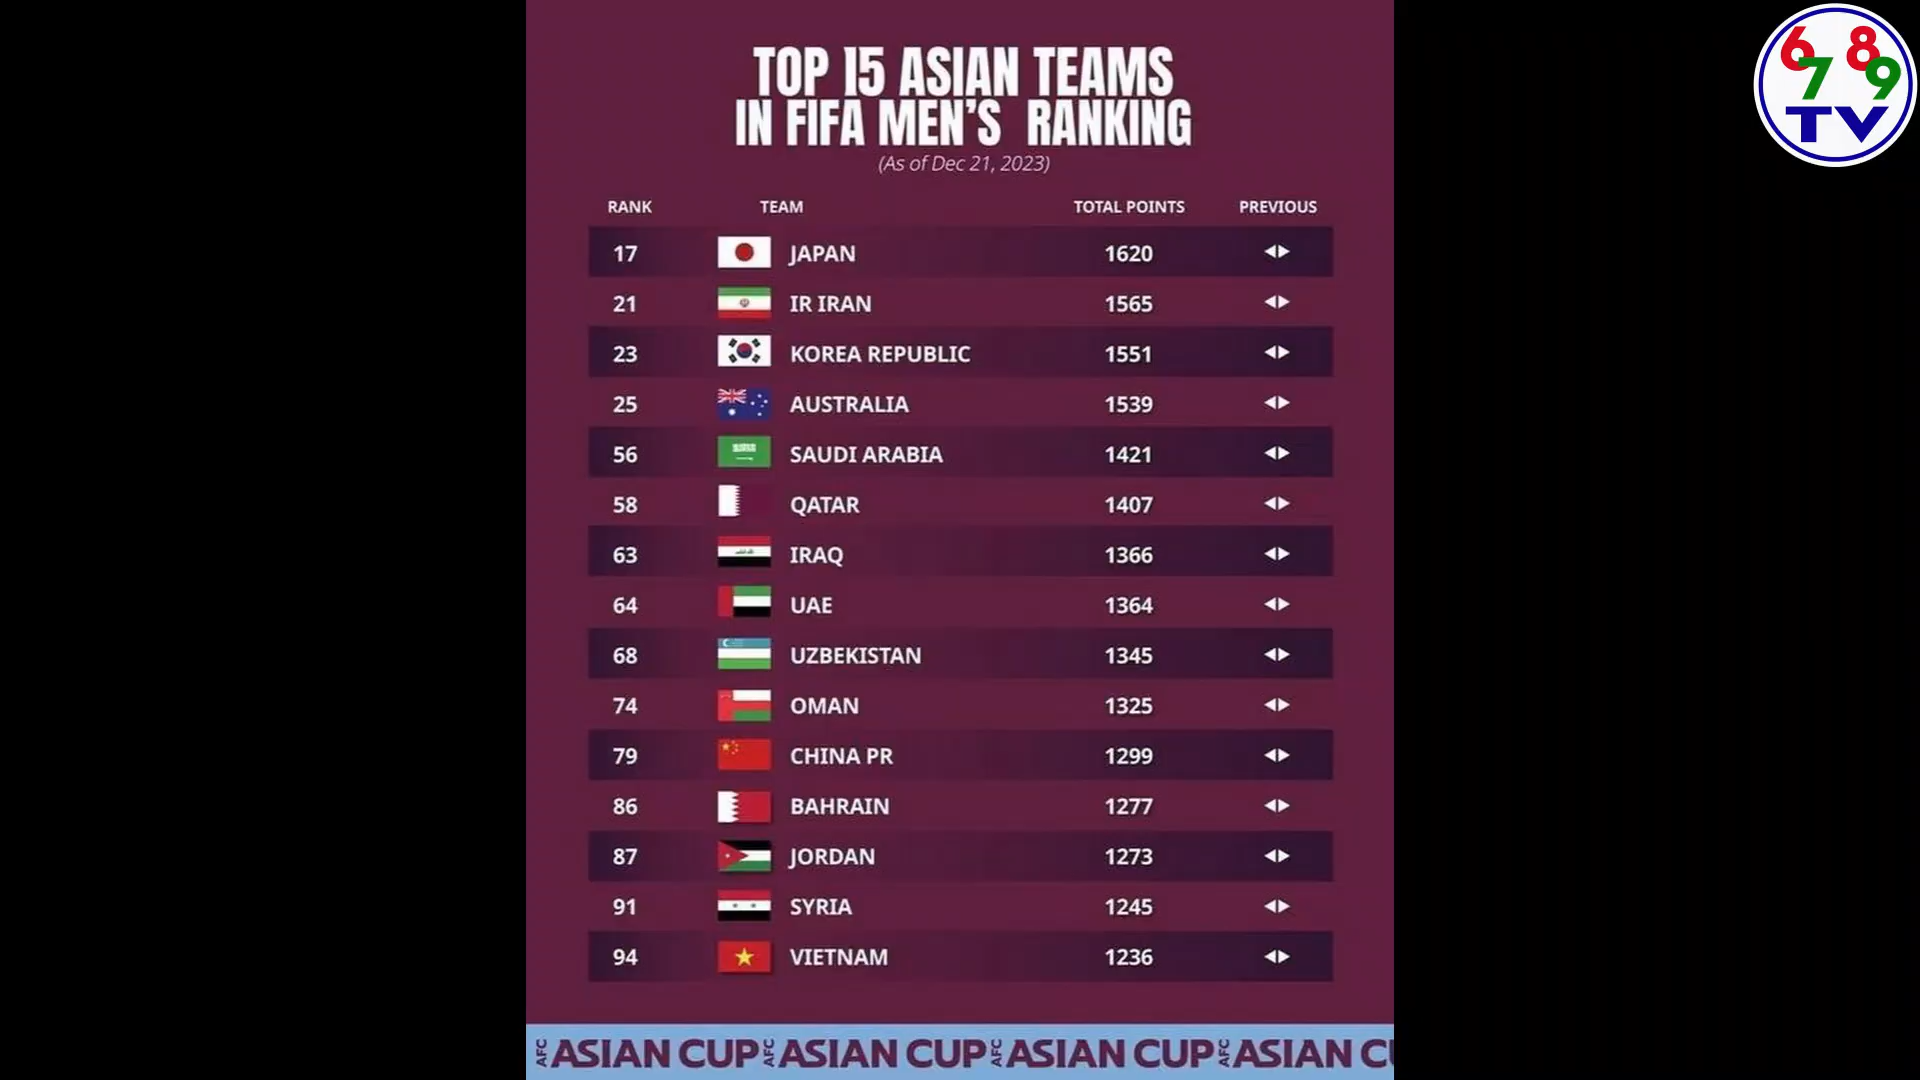 TOP 15 ASIAN TEAMS
IN FIFA MEN'S RANKING
(As of Dec 21, 2023)
RANK TEAM TOTAL POINTS PREVIOUS
17 JAPAN 1620
21 IR IRAN 1565
23 KOREA REPUBLIC 1551
25 AUSTRALIA 1539
56 SAUDI ARABIA 1421
58 QATAR 1407
63 IRAQ 1366
64 UAE 1364
68 UZBEKISTAN 1345
74 OMAN 1325
79 CHINA PR 1299
86 BAHRAIN 1277
87 JORDAN 1273
91 SYRIA 1245
94 VIETNAM 1236
AFC ASIAN CUP AFC ASIAN CUP AFC ASIAN CUP AFC ASIAN CU
6789
TV